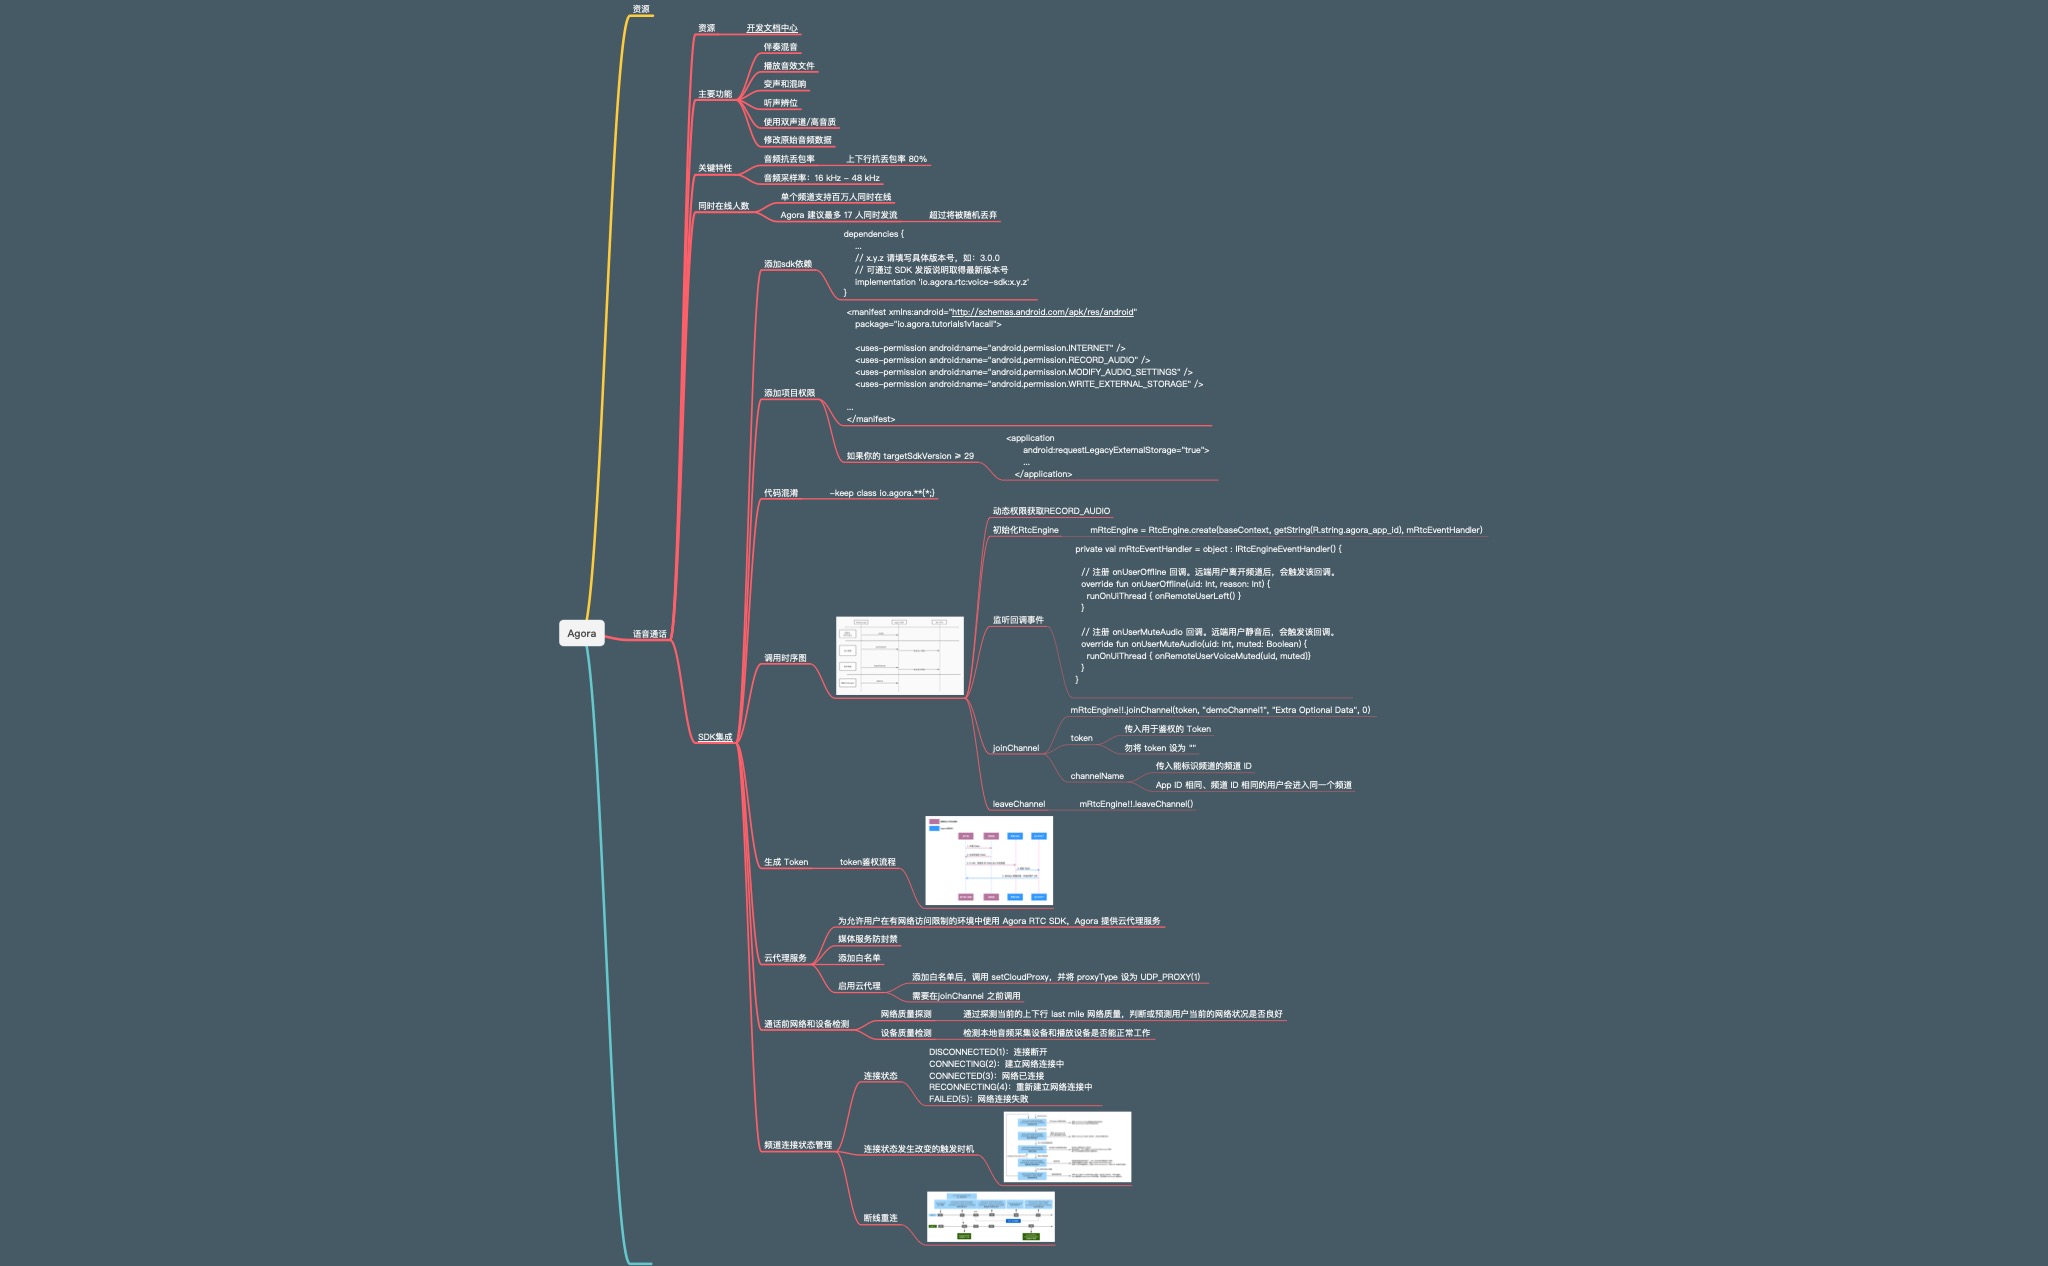 资源
资源
开发文档中心
伴奏混音
播放音效文件
变声和混响
主要功能
听声辨位
使用双声道/高音质
修改原始音频数据
音频抗丢包率
上下行抗丢包率 80%
关键特性
音频采样率：16 kHz – 48 kHz
单个频道支持百万人同时在线
同时在线人数
Agora 建议最多 17 人同时发流
超过将被随机丢弃
dependencies {
...
// x.y.z 请填写具体版本号，如：3.0.0
// 可通过 SDK 发版说明取得最新版本号
implementation 'io.agora.rtc:voice-sdk:x.y.z'
}
添加sdk依赖
<manifest xmlns:android="http://schemas.android.com/apk/res/android"
package="io.agora.tutorials1v1acall">
<uses-permission android:name="android.permission.INTERNET" />
<uses-permission android:name="android.permission.RECORD_AUDIO" />
<uses-permission android:name="android.permission.MODIFY_AUDIO_SETTINGS" />
<uses-permission android:name="android.permission.WRITE_EXTERNAL_STORAGE" />
...
</manifest>
添加项目权限
如果你的 targetSdkVersion ≥ 29
<application
android:requestLegacyExternalStorage="true">
...
</application>
代码混淆
-keep class io.agora.**{*;}
动态权限获取RECORD_AUDIO
初始化RtcEngine
mRtcEngine = RtcEngine.create(baseContext, getString(R.string.agora_app_id), mRtcEventHandler)
private val mRtcEventHandler = object : IRtcEngineEventHandler() {
// 注册 onUserOffline 回调。远端用户离开频道后，会触发该回调。
override fun onUserOffline(uid: Int, reason: Int) {
runOnUiThread { onRemoteUserLeft() }
}
// 注册 onUserMuteAudio 回调。远端用户静音后，会触发该回调。
override fun onUserMuteAudio(uid: Int, muted: Boolean) {
runOnUiThread { onRemoteUserVoiceMuted(uid, muted)}
}
}
监听回调事件
Agora
语音通话
调用时序图
mRtcEngine!!.joinChannel(token, "demoChannel1", "Extra Optional Data", 0)
传入用于鉴权的 Token
token
勿将 token 设为 ""
joinChannel
传入能标识频道的频道 ID
channelName
App ID 相同、频道 ID 相同的用户会进入同一个频道
leaveChannel
mRtcEngine!!.leaveChannel()
SDK集成
生成 Token
token鉴权流程
为允许用户在有网络访问限制的环境中使用 Agora RTC SDK，Agora 提供云代理服务
媒体服务防封禁
云代理服务
添加白名单
添加白名单后，调用 setCloudProxy，并将 proxyType 设为 UDP_PROXY(1)
启用云代理
需要在joinChannel 之前调用
网络质量探测
通过探测当前的上下行 last mile 网络质量，判断或预测用户当前的网络状况是否良好
通话前网络和设备检测
设备质量检测
检测本地音频采集设备和播放设备是否能正常工作
DISCONNECTED(1)：连接断开
CONNECTING(2)：建立网络连接中
CONNECTED(3)：网络已连接
RECONNECTING(4)：重新建立网络连接中
FAILED(5)：网络连接失败
连接状态
频道连接状态管理
连接状态发生改变的触发时机
断线重连